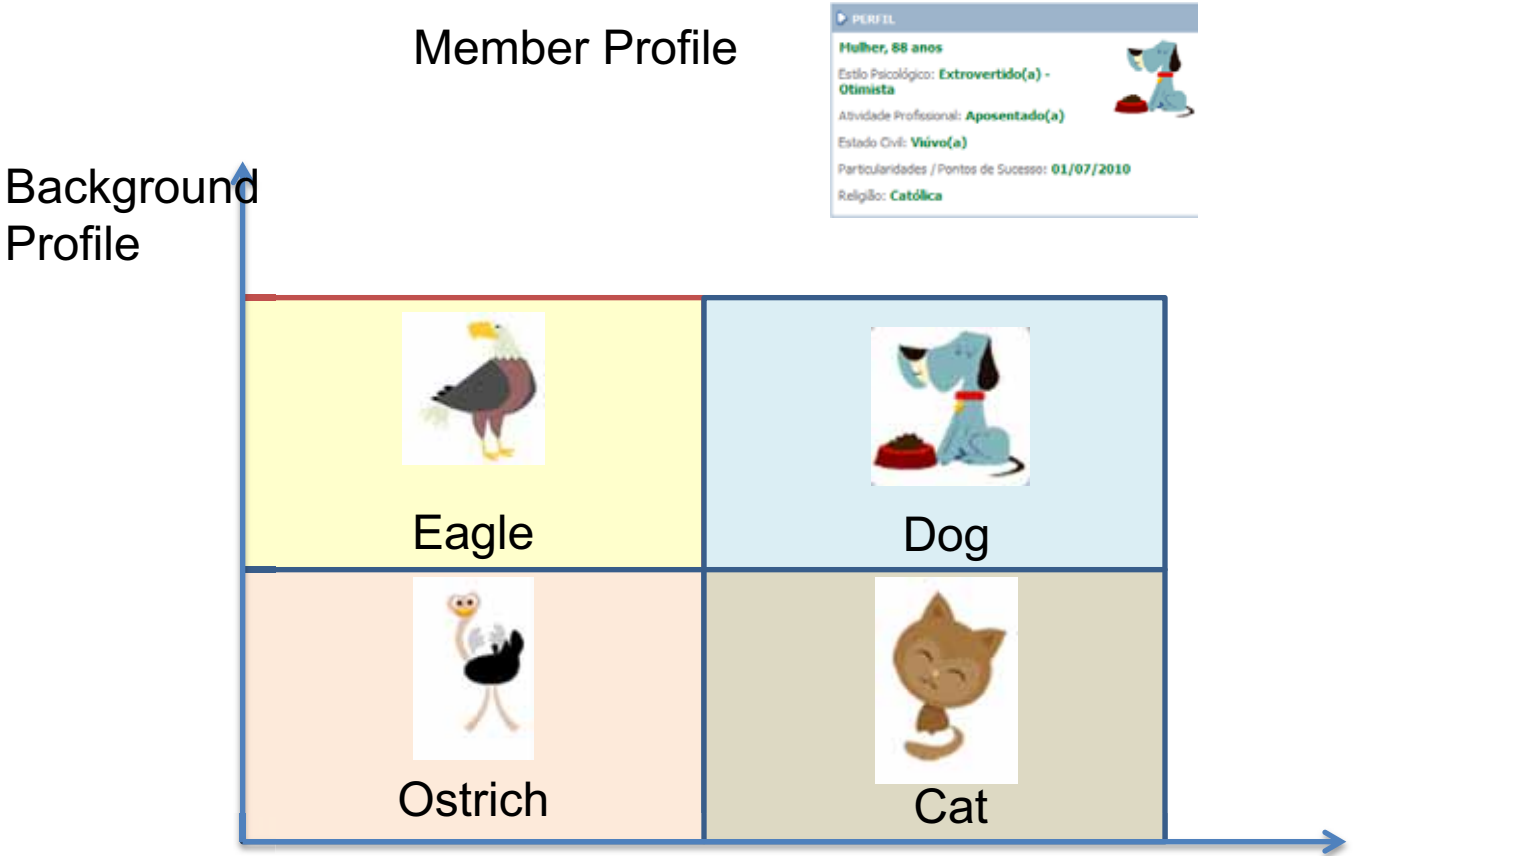 Member Profile
PERFIL
Mulher, 88 anos
Estilo Psicológico: Extrovertido(a) -
Otimista
Atividade Profissional: Aposentado(a)
Estado Civil: Viúvo(a)
Particularidades / Pontos de Sucesso: 01/07/2010
Religião: Católica
Background
Profile
Eagle
Dog
Ostrich
Cat